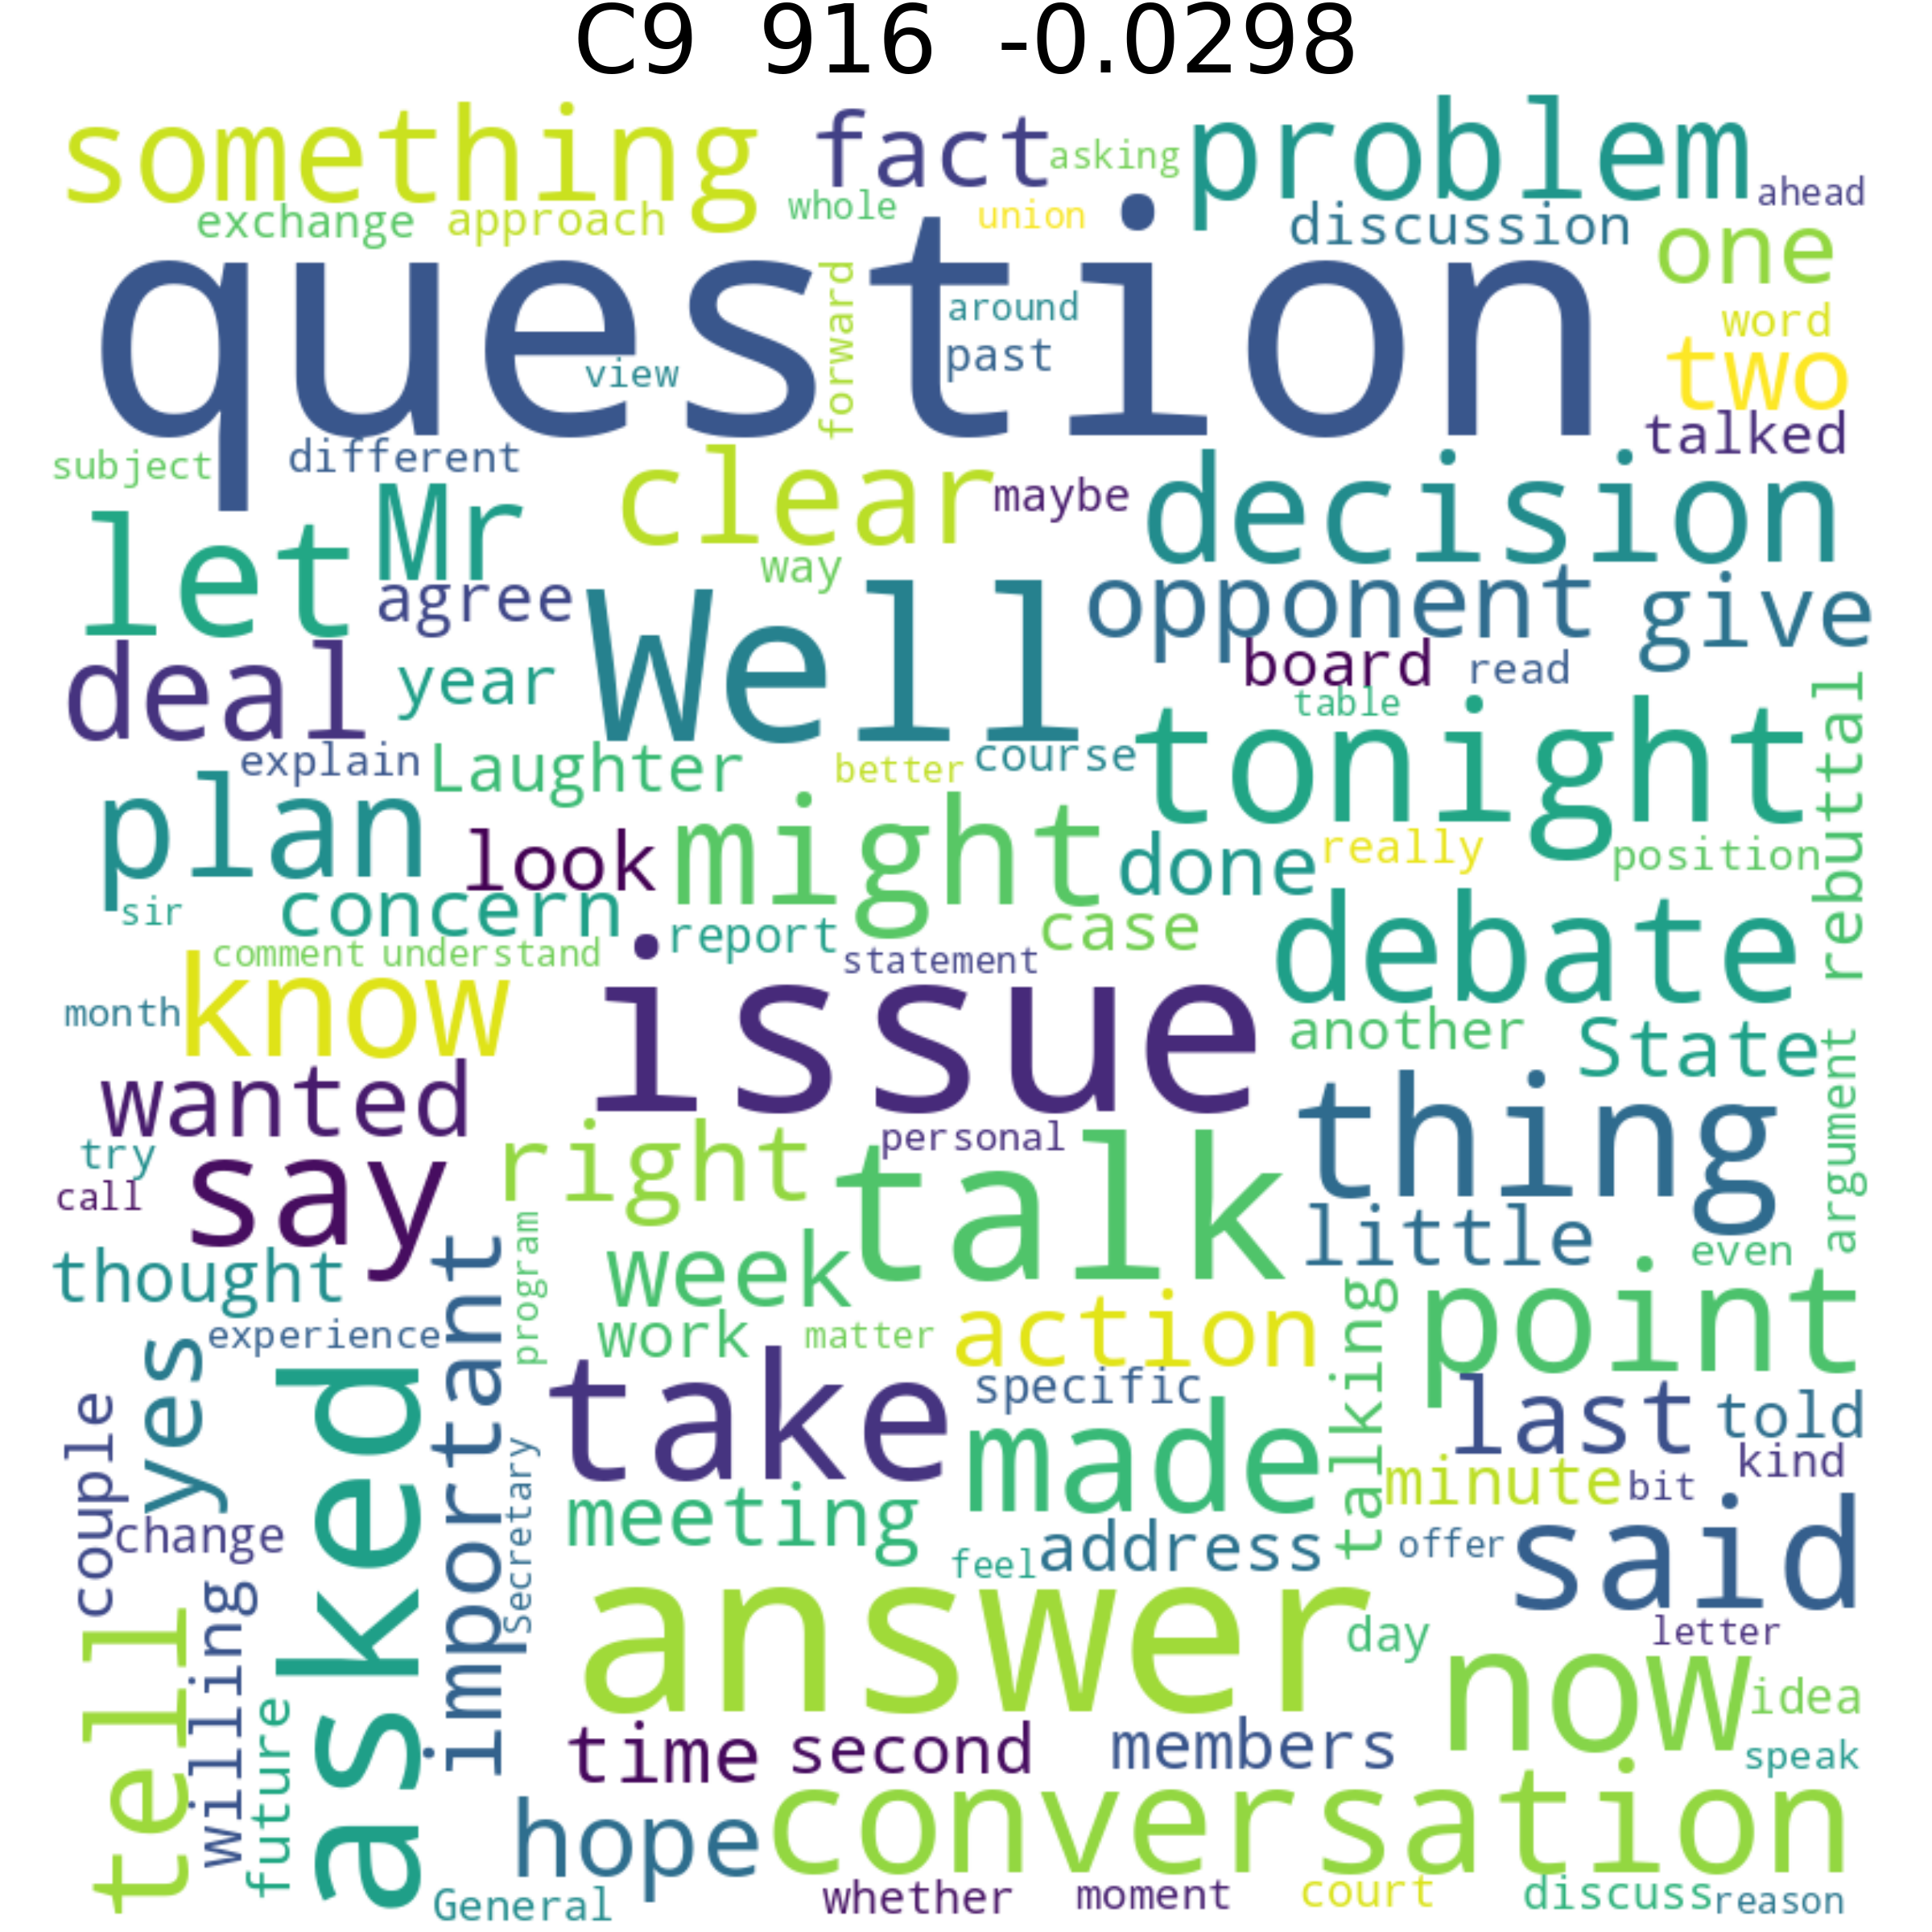 C9 916 -0.0298
something fact asking problem ahead
exchange approach whole union discussion one
question
forward around past view word two
subject different talked
clear maybe decision
let Mr agree way opponent give
deal year Well board read table
explain Laughter better course tonight rebuttal
plan look might done really position
sir concern report case debate
comment understand statement
month know issue another State
wanted personal thing argument
try say right talk little even
call thought program week point
experience important work matter action talking
yes asked take specific last told kind
couple change Secretary meeting made minute bit
feel address offer said
tell willing answer day letter
future now idea
time second members speak
hope conversation
General whether moment court discuss reason